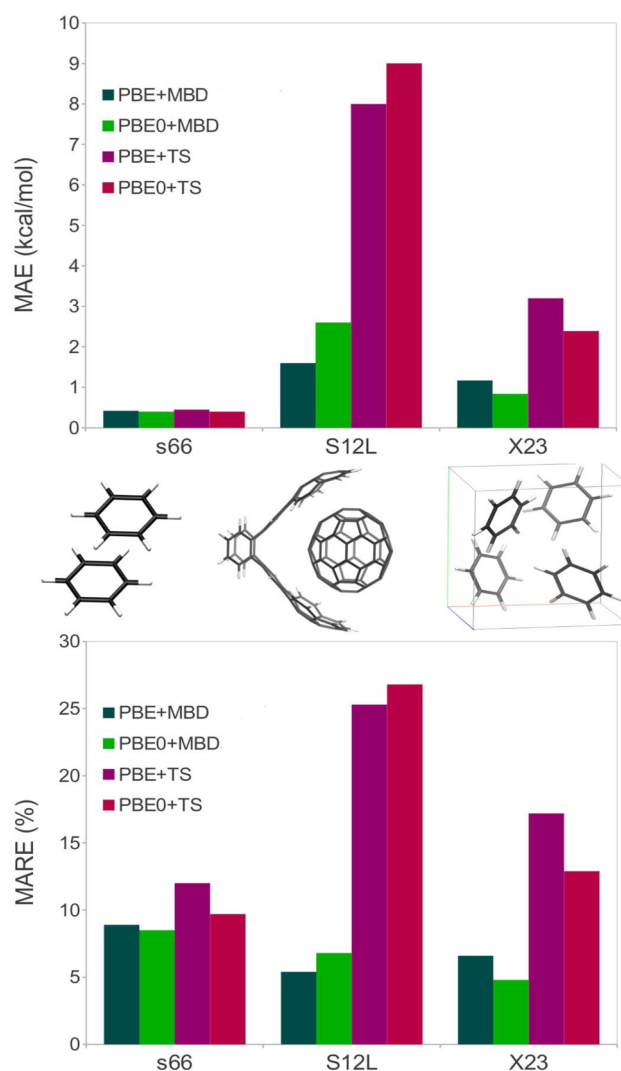 10
9
8
7
6
5
4
3
2
1
0
MAE (kcal/mol)
PBE+MBD
PBE0+MBD
PBE+TS
PBE0+TS
s66 S12L X23
30
25
20
15
10
5
0
MARE (%)
PBE+MBD
PBE0+MBD
PBE+TS
PBE0+TS
s66 S12L X23